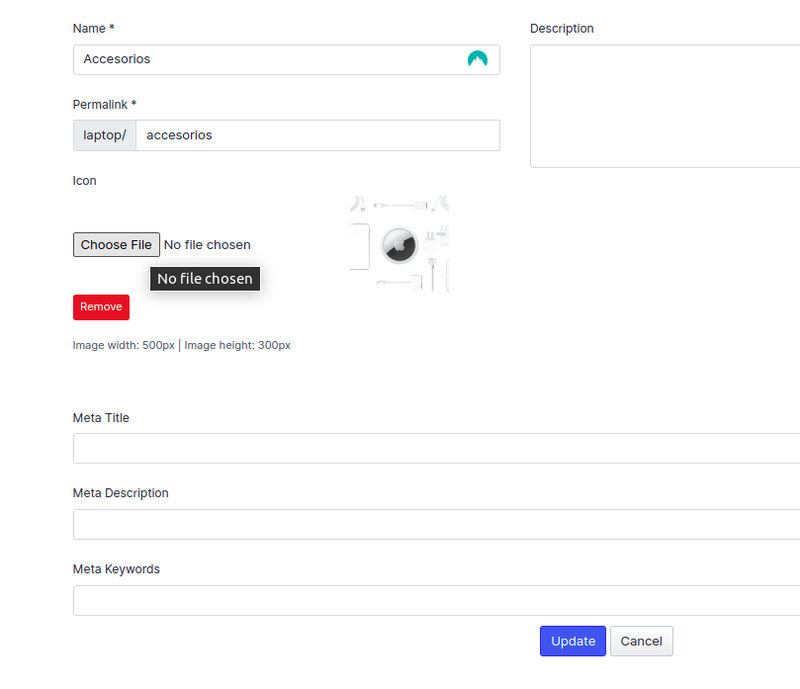 Name *
Description
Accesorios
Permalink *
laptop/ accesorios
Icon
Choose File No file chosen
No file chosen
Remove
Image width: 500px | Image height: 300px
Meta Title
Meta Description
Meta Keywords
Update Cancel